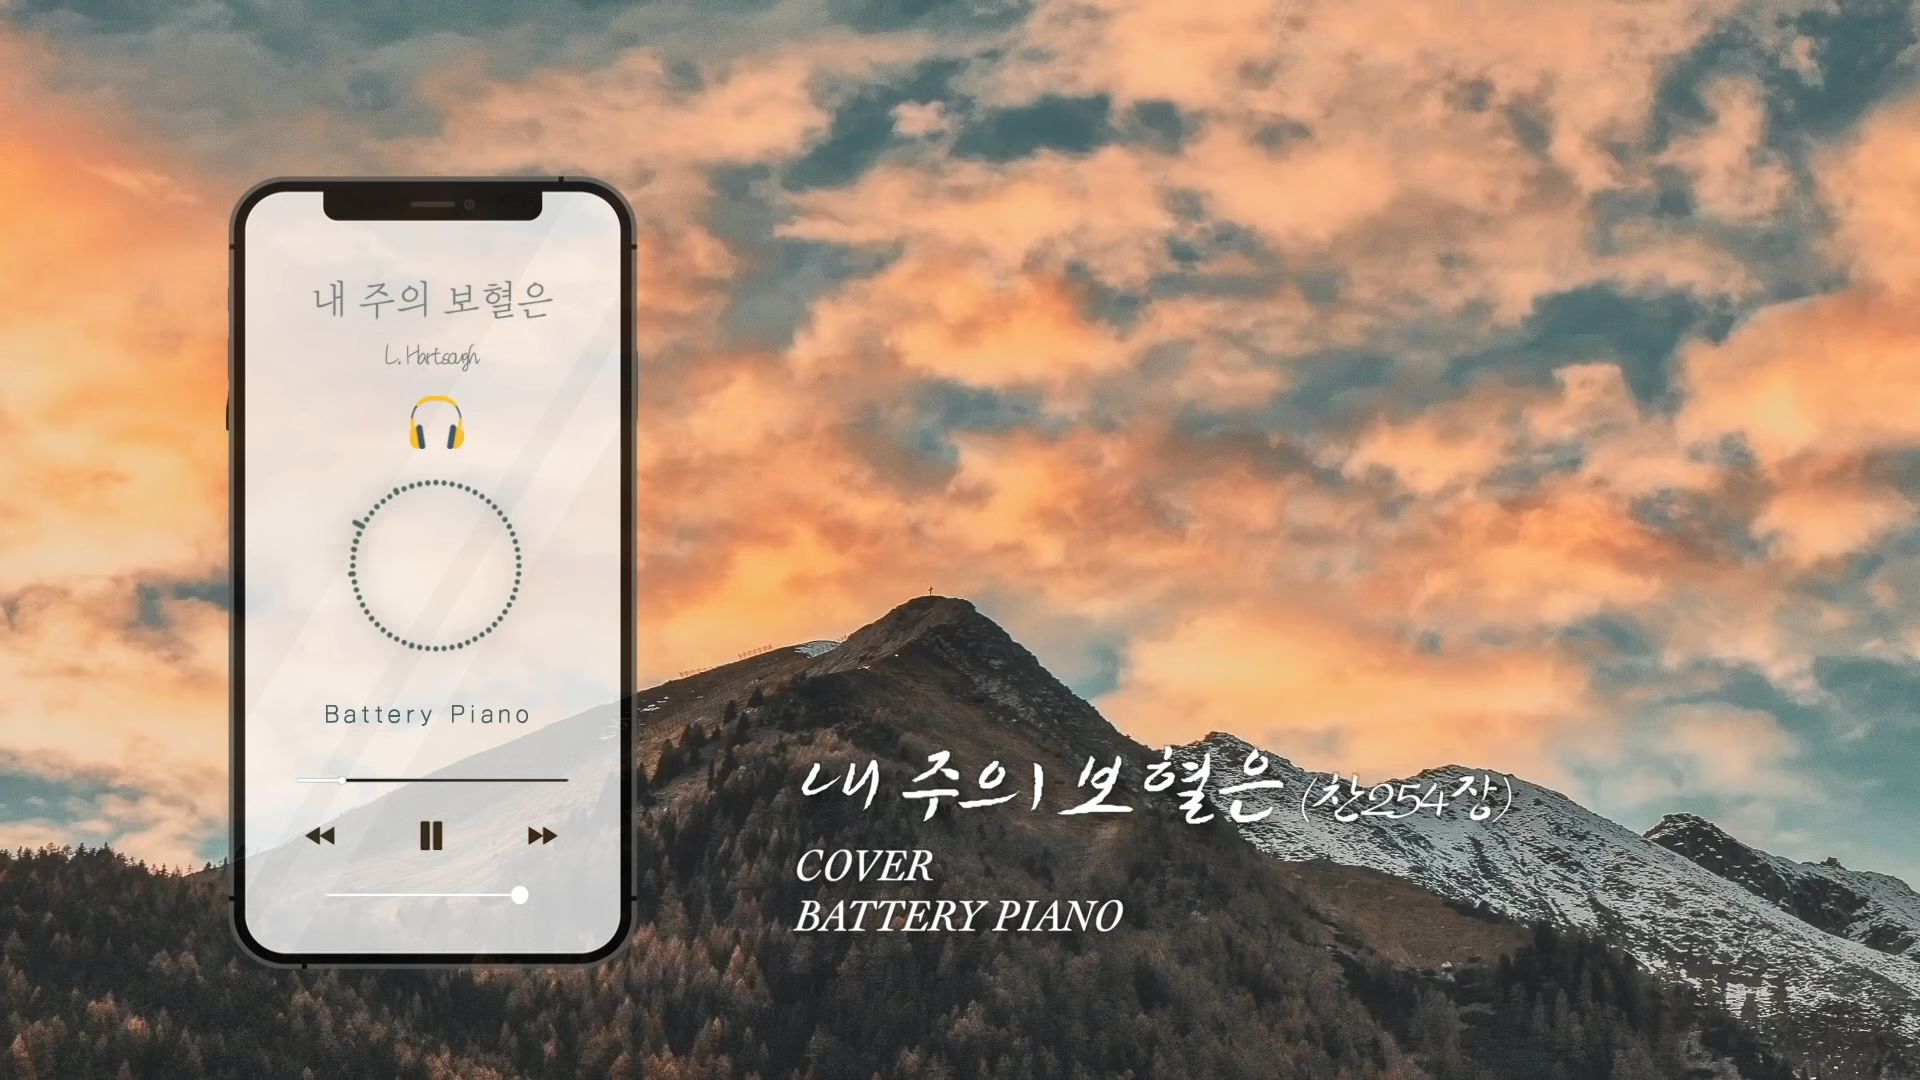 내 주의 보혈은
L. Hartsough
Battery Piano
내 주의 보혈은 (찬254장)
COVER
BATTERY PIANO